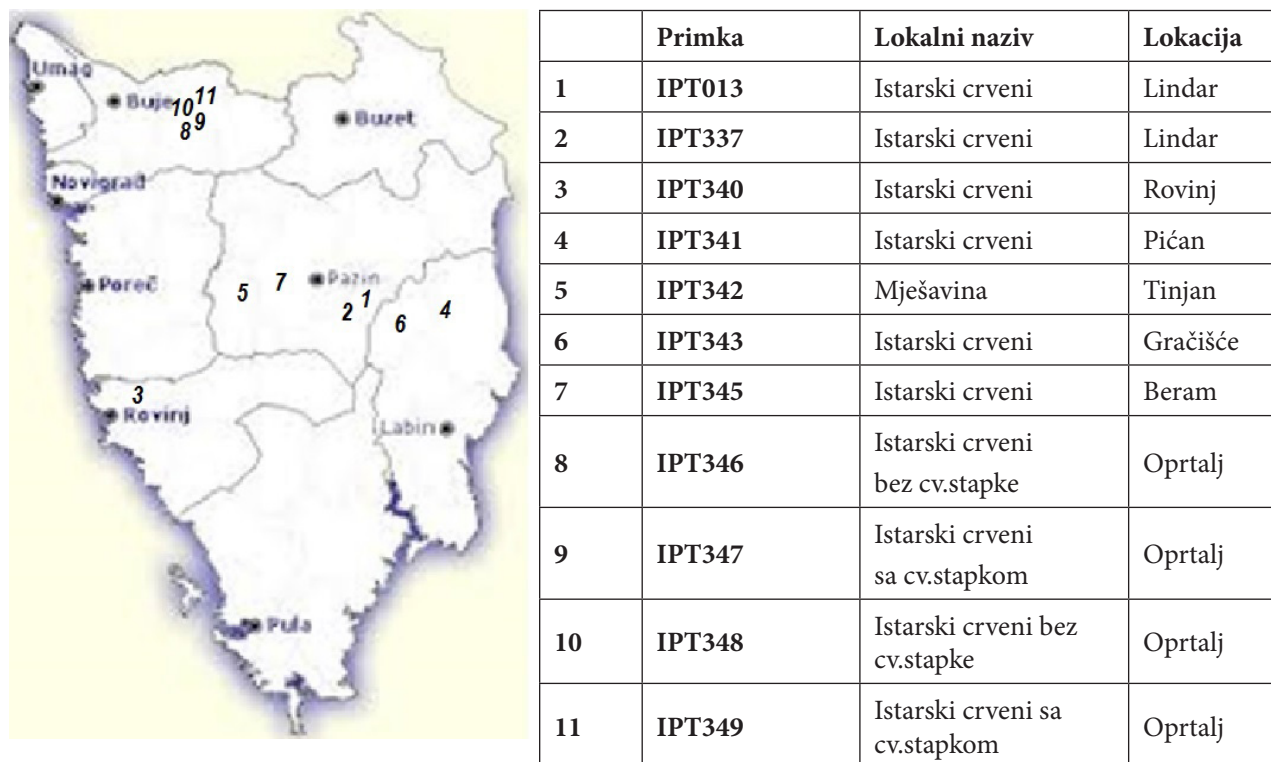 Umag
Buje
10
11
8
9
Buzet
Novigrad
Poreč
5
7
Pazin
2
1
6
4
3
Rovinj
Labin
Pula
Primka Lokalni naziv Lokacija
1 IPT013 Istarski crveni Lindar
2 IPT337 Istarski crveni Lindar
3 IPT340 Istarski crveni Rovinj
4 IPT341 Istarski crveni Pićan
5 IPT342 Mješavina Tinjan
6 IPT343 Istarski crveni Gračišće
7 IPT345 Istarski crveni Beram
8 IPT346 Istarski crveni
bez cv.stapke Oprtalj
9 IPT347 Istarski crveni
sa cv.stapkom Oprtalj
10 IPT348 Istarski crveni bez
cv.stapke Oprtalj
11 IPT349 Istarski crveni sa
cv.stapkom Oprtalj